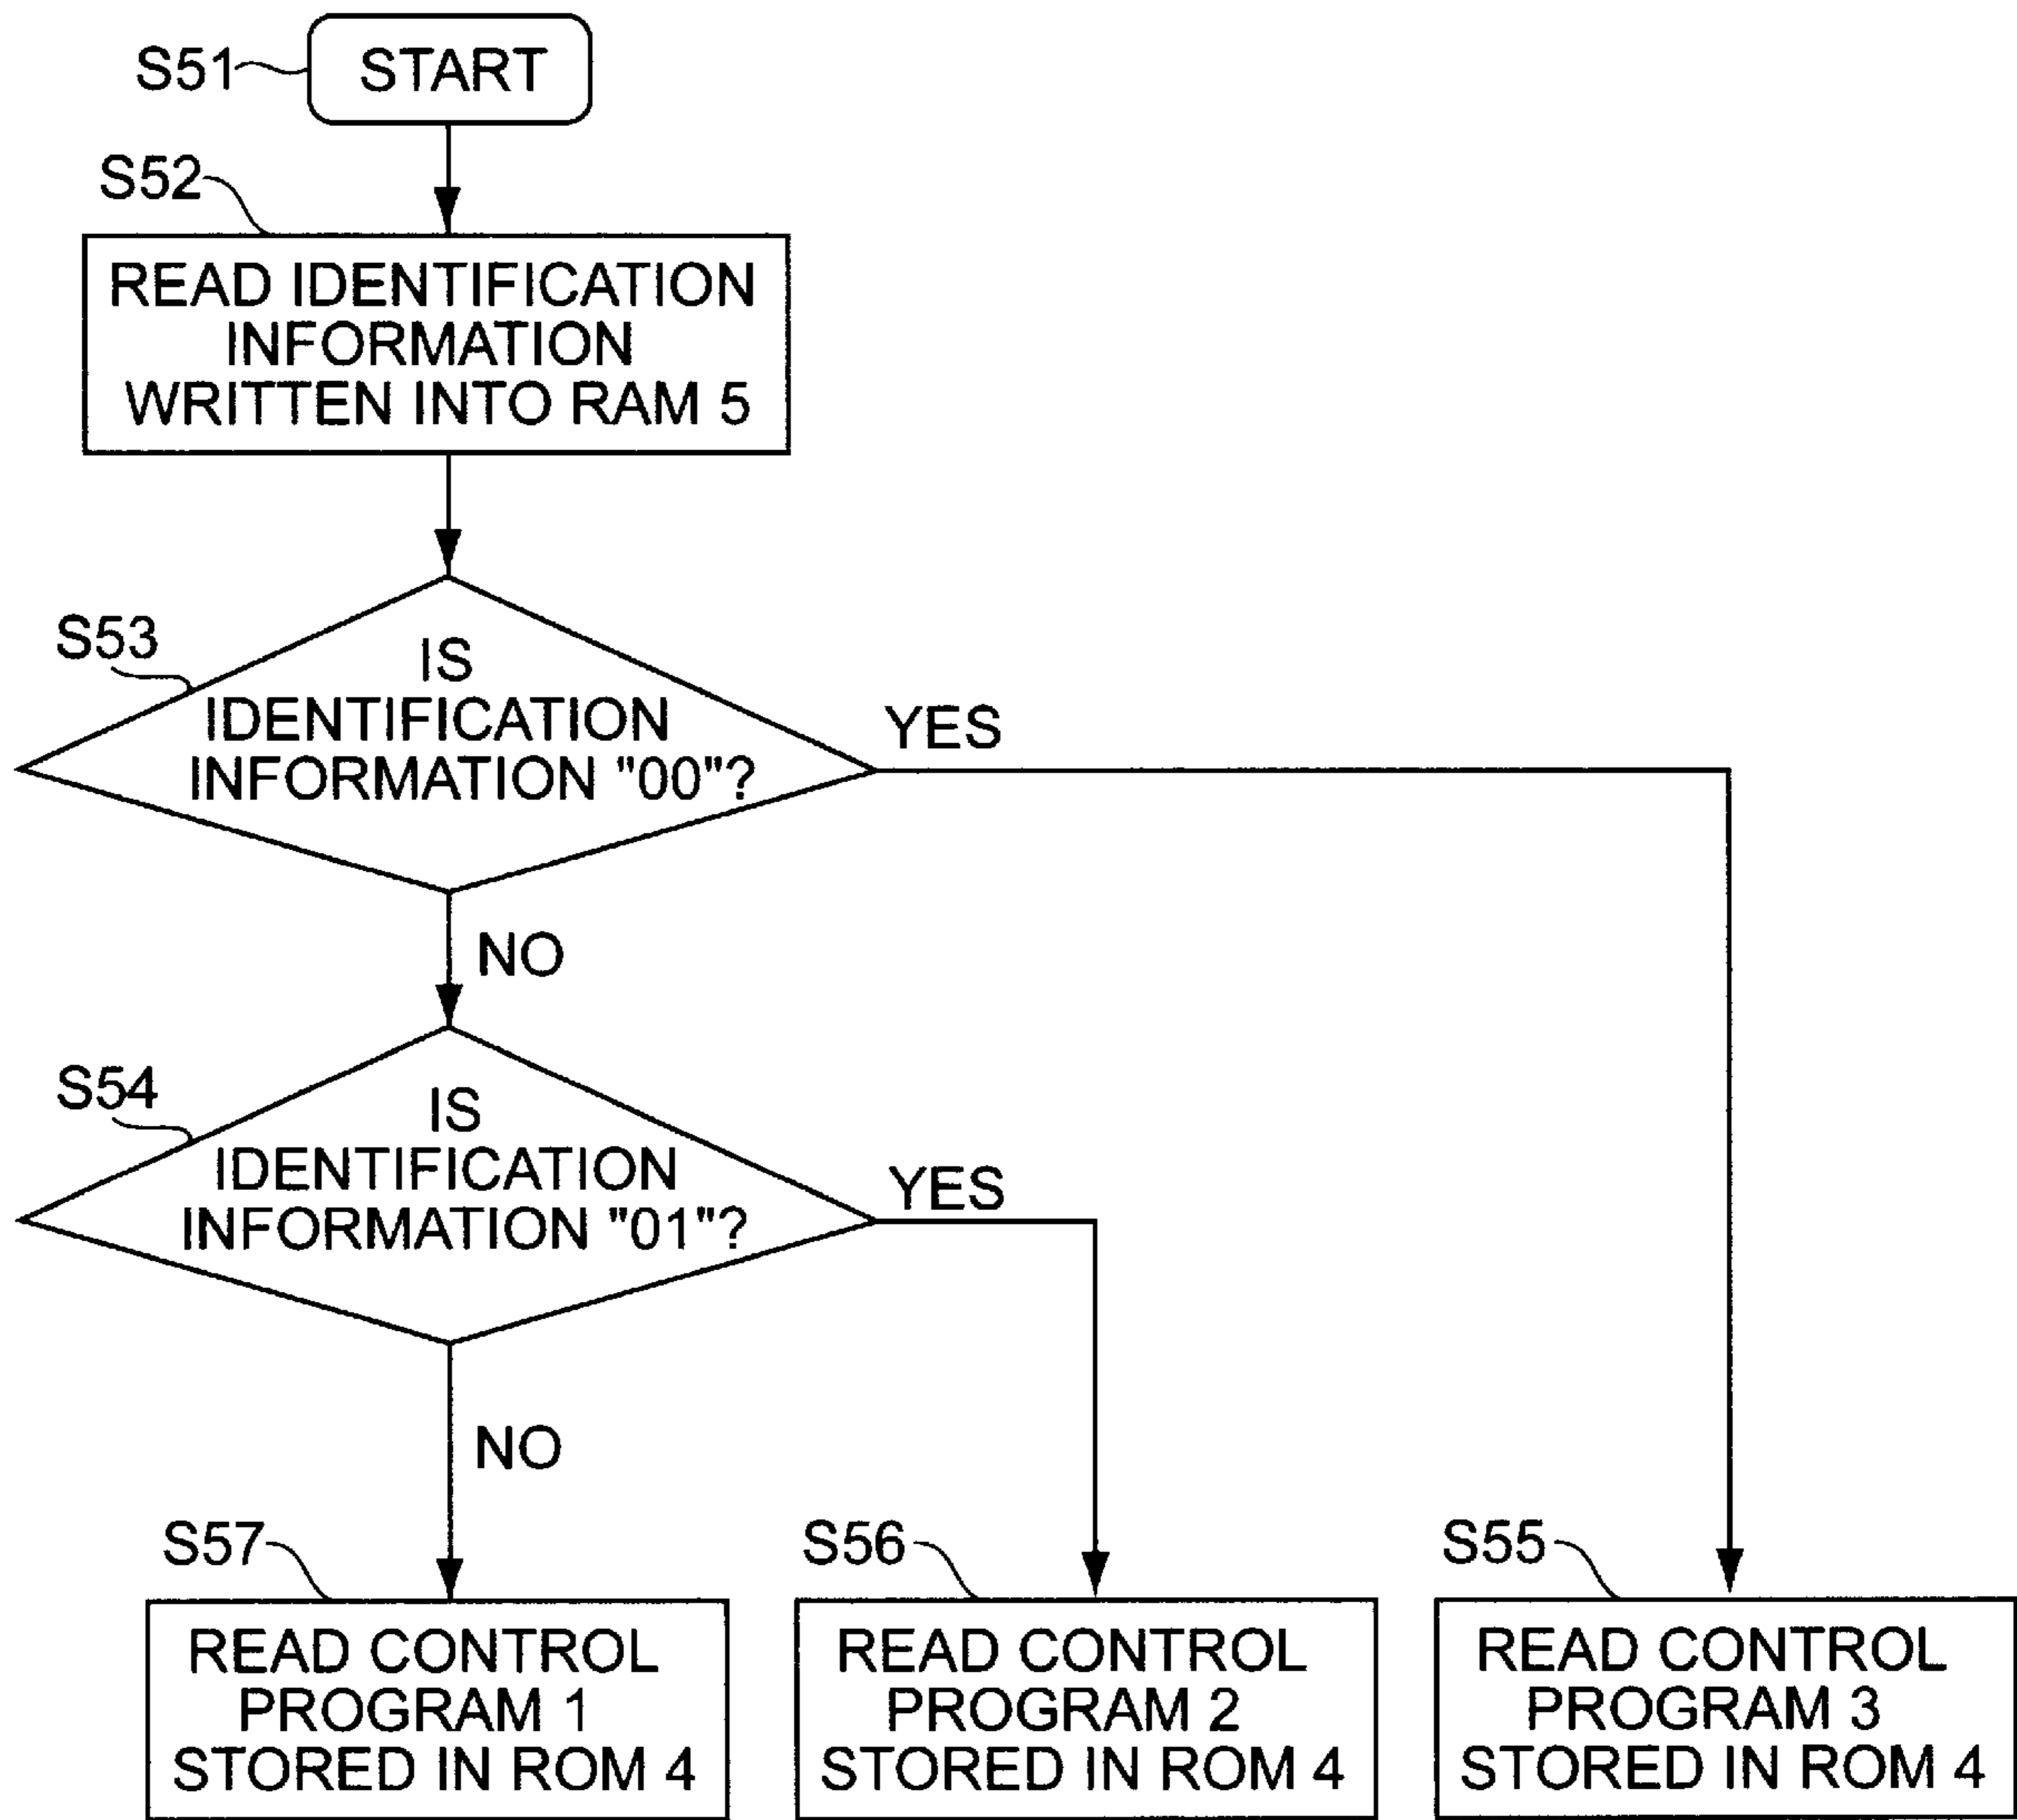 S51
START
S52
READ IDENTIFICATION
INFORMATION
WRITTEN INTO RAM 5
S53
IS
IDENTIFICATION
INFORMATION "00"?
YES
NO
S54
IS
IDENTIFICATION
INFORMATION "01"?
YES
NO
S57
READ CONTROL
PROGRAM 1
STORED IN ROM 4
S56
READ CONTROL
PROGRAM 2
STORED IN ROM 4
S55
READ CONTROL
PROGRAM 3
STORED IN ROM 4